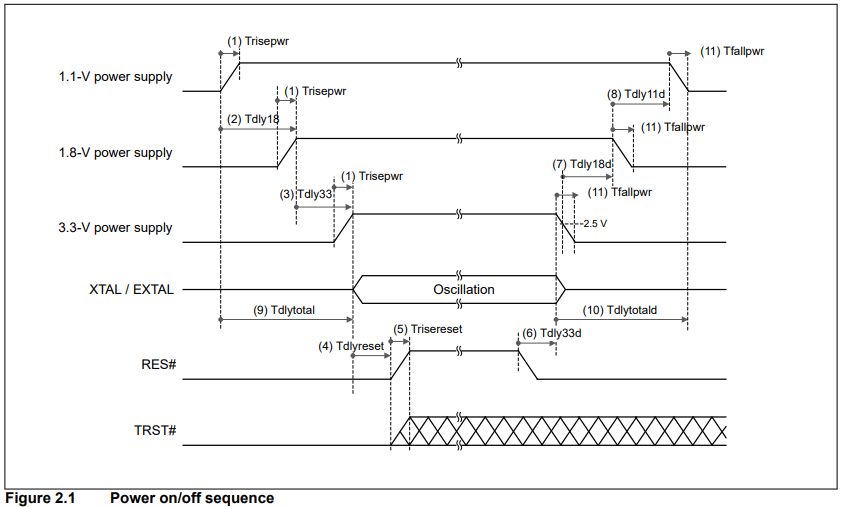 (1) Trisepwr
(11) Tfallpwr
1.1-V power supply
(1) Trisepwr
(8) Tdly11d
(2) Tdly18
(11) Tfallpwr
1.8-V power supply
(7) Tdly18d
(1) Trisepwr
(3) Tdly33
(11) Tfallpwr
3.3-V power supply
2.5 V
XTAL / EXTAL
Oscillation
(9) Tdlytotal
(10) Tdlytotald
(5) Trisereset
(6) Tdly33d
(4) Tdlyreset
RES#
TRST#
Figure 2.1 Power on/off sequence